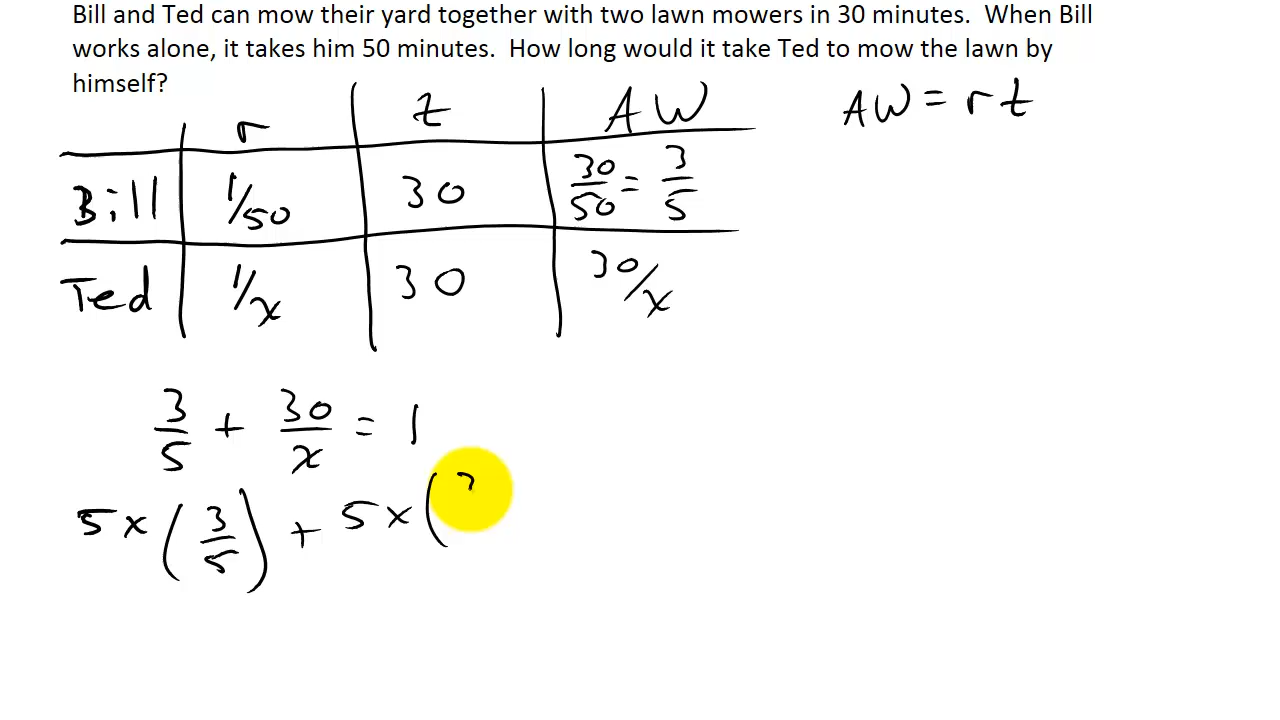 Bill and Ted can mow their yard together with two lawn mowers in 30 minutes. When Bill
works alone, it takes him 50 minutes. How long would it take Ted to mow the lawn by
himself?
r t AW AW = rt
Bill 1/50 30 30/50 = 3/5
Ted 1/x 30 30/x
3/5 + 30/x = 1
5x(3/5) + 5x(